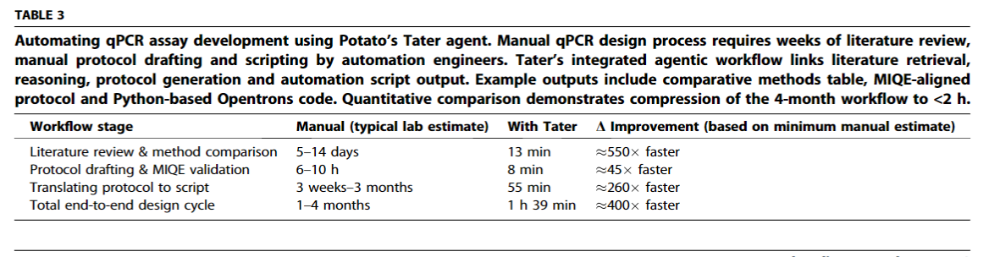 TABLE 3
Automating qPCR assay development using Potato's Tater agent. Manual qPCR design process requires weeks of literature review,
manual protocol drafting and scripting by automation engineers. Tater's integrated agentic workflow links literature retrieval,
reasoning, protocol generation and automation script output. Example outputs include comparative methods table, MIQE-aligned
protocol and Python-based Opentrons code. Quantitative comparison demonstrates compression of the 4-month workflow to <2 h.
Workflow stage Manual (typical lab estimate) With Tater Δ Improvement (based on minimum manual estimate)
Literature review & method comparison 5–14 days 13 min ≈550× faster
Protocol drafting & MIQE validation 6–10 h 8 min ≈45× faster
Translating protocol to script 3 weeks–3 months 55 min ≈260× faster
Total end-to-end design cycle 1–4 months 1 h 39 min ≈400× faster